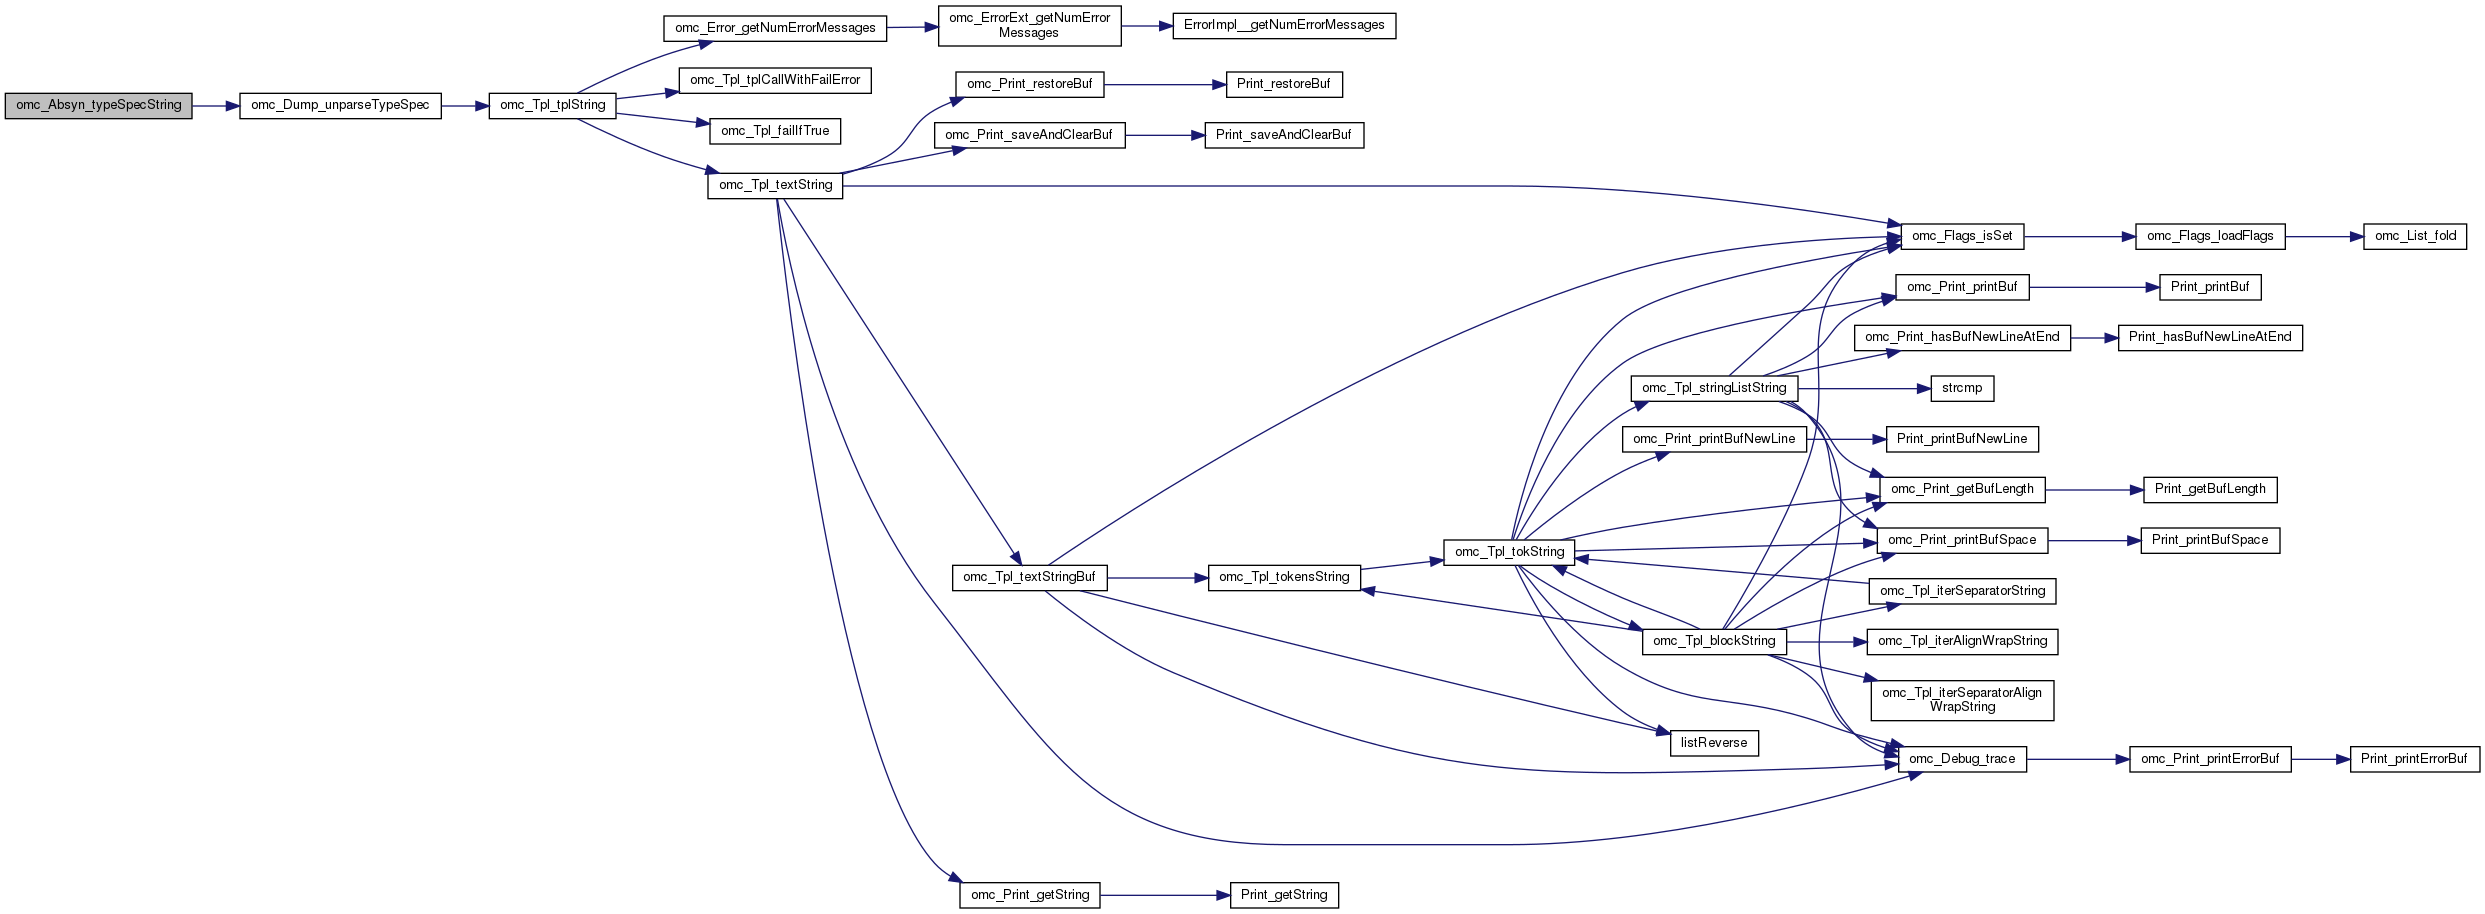 omc_Absyn_typeSpecString
omc_Dump_unparseTypeSpec
omc_Tpl_tplString
omc_Error_getNumErrorMessages
omc_ErrorExt_getNumError
Messages
ErrorImpl__getNumErrorMessages
omc_Tpl_tplCallWithFailError
omc_Tpl_failIfTrue
omc_Tpl_textString
omc_Print_restoreBuf
Print_restoreBuf
omc_Print_saveAndClearBuf
Print_saveAndClearBuf
omc_Flags_isSet
omc_Flags_loadFlags
omc_List_fold
omc_Print_printBuf
Print_printBuf
omc_Print_hasBufNewLineAtEnd
Print_hasBufNewLineAtEnd
omc_Tpl_stringListString
strcmp
omc_Print_printBufNewLine
Print_printBufNewLine
omc_Print_getBufLength
Print_getBufLength
omc_Print_printBufSpace
Print_printBufSpace
omc_Tpl_tokString
omc_Tpl_textStringBuf
omc_Tpl_tokensString
omc_Tpl_iterSeparatorString
omc_Tpl_blockString
omc_Tpl_iterAlignWrapString
omc_Tpl_iterSeparatorAlign
WrapString
listReverse
omc_Debug_trace
omc_Print_printErrorBuf
Print_printErrorBuf
omc_Print_getString
Print_getString